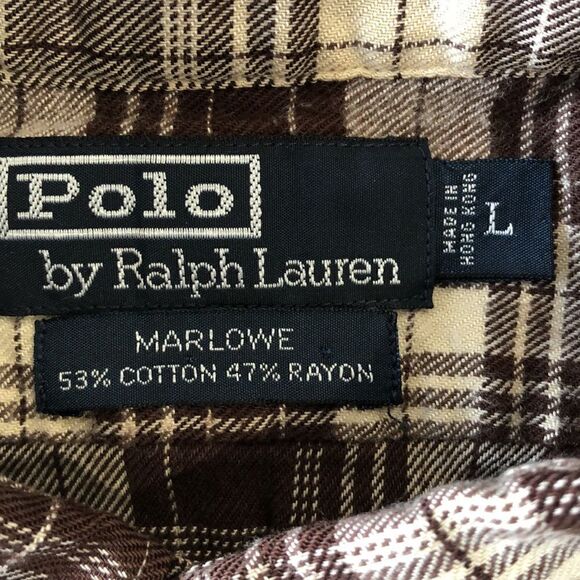 Polo
by Ralph Lauren
MADE IN
HONG KONG
L
MARLOWE
53% COTTON 47% RAYON